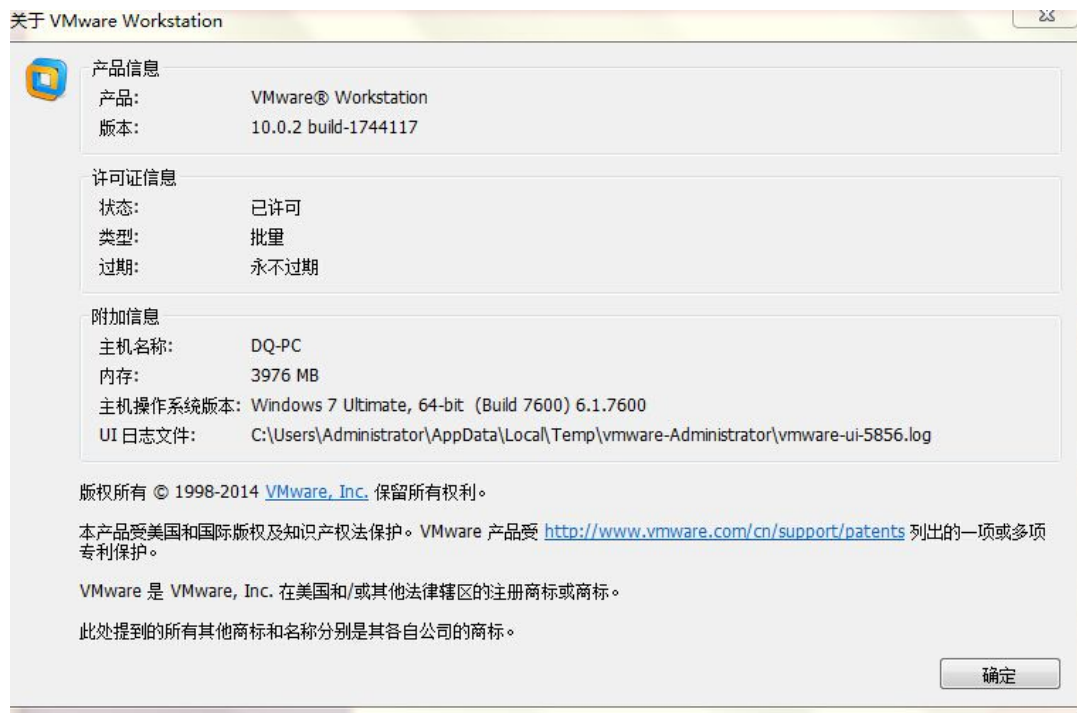 关于 VMware Workstation
产品信息
产品: VMware® Workstation
版本: 10.0.2 build-1744117
许可证信息
状态: 已许可
类型: 批量
过期: 永不过期
附加信息
主机名称: DQ-PC
内存: 3976 MB
主机操作系统版本: Windows 7 Ultimate, 64-bit (Build 7600) 6.1.7600
UI 日志文件: C:\Users\Administrator\AppData\Local\Temp\vmware-Administrator\vmware-ui-5856.log
版权所有 © 1998-2014 VMware, Inc. 保留所有权利。
本产品受美国和国际版权及知识产权法保护。VMware 产品受 http://www.vmware.com/cn/support/patents 列出的一项或多项
专利保护。
VMware 是 VMware, Inc. 在美国和/或其他法律辖区的注册商标或商标。
此处提到的所有其他商标和名称分别是其各自公司的商标。
确定